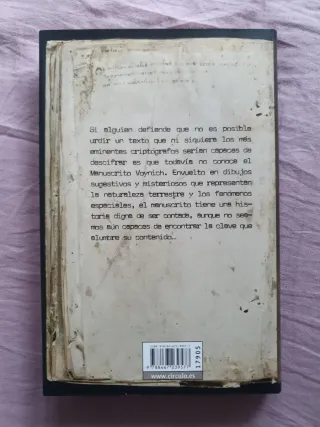 Si alguien defiende que no es posible
urdir un texto que ni siquiera los más
eminentes criptógrafos serían capaces de
descifrar es que todavía no conoce el
Manuscrito Voynich. Envuelto en dibujos
sugestivos y misteriosos que representan
la naturaleza terrestre y los fenómenos
espaciales, el manuscrito tiene una his-
toria digna de ser contada, aunque no sea-
mos aún capaces de encontrar la clave que
alumbre su contenido…
17905
www.circulo.es